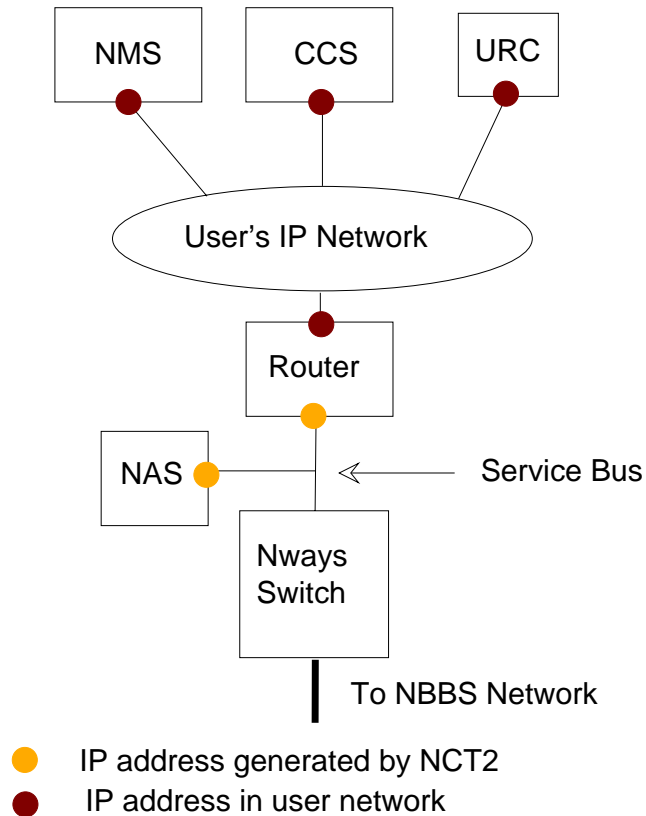 NMS
CCS
URC
User's IP Network
Router
NAS
Service Bus
Nways
Switch
To NBBS Network
IP address generated by NCT2
IP address in user network